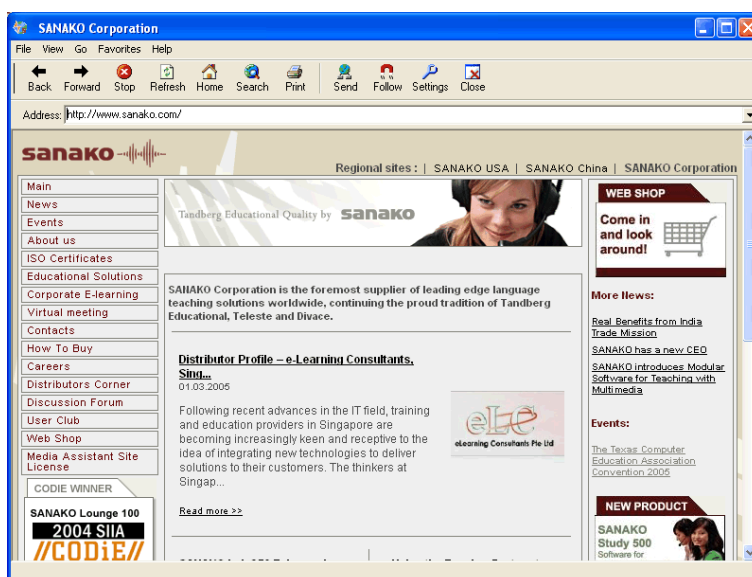 SANAKO Corporation
File View Go Favorites Help
Back Forward Stop Refresh Home Search Print Send Follow Settings Close
Address: http://www.sanako.com/
sanako
Regional sites : | SANAKO USA | SANAKO China | SANAKO Corporation
Main
News
Events
About us
ISO Certificates
Educational Solutions
Corporate E-learning
Virtual meeting
Contacts
How To Buy
Careers
Distributors Corner
Discussion Forum
User Club
Web Shop
Media Assistant Site
License
CODIE WINNER
SANAKO Lounge 100
2004 SIIA
//CODiE//
Tandberg Educational Quality by sanako
SANAKO Corporation is the foremost supplier of leading edge language
teaching solutions worldwide, continuing the proud tradition of Tandberg
Educational, Teleste and Divace.
Distributor Profile – e-Learning Consultants,
Sing...
01.03.2005
Following recent advances in the IT field, training
and education providers in Singapore are
becoming increasingly keen and receptive to the
idea of integrating new technologies to deliver
solutions to their customers. The thinkers at
Singap...
eLC
eLearning Consultants Pte Ltd
Read more >>
WEB SHOP
Come in
and look
around!
More News:
Real Benefits from India
Trade Mission
SANAKO has a new CEO
SANAKO introduces Modular
Software for Teaching with
Multimedia
Events:
The Texas Computer
Education Association
Convention 2005
NEW PRODUCT
SANAKO
Study 500
Software for